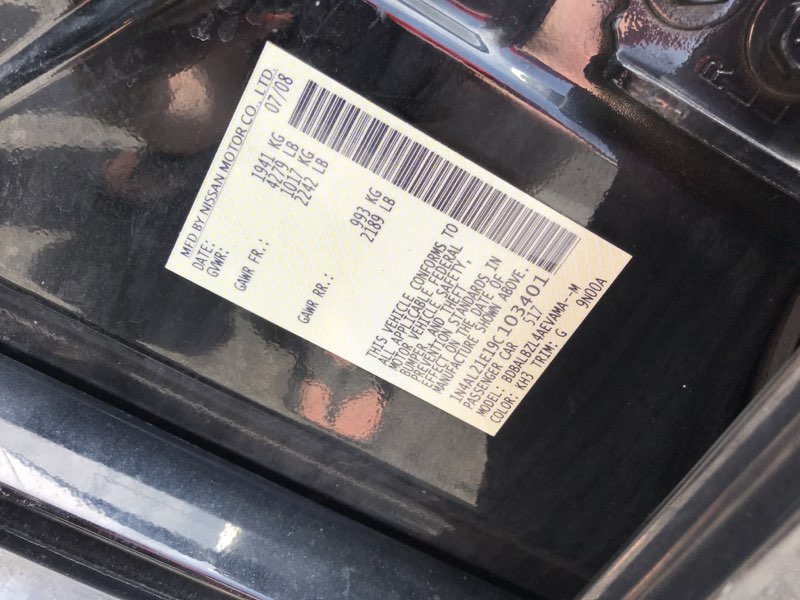 MFD BY NISSAN MOTOR CO., LTD.
DATE: 07/08
GVWR: 1941 KG
4279 LB
GAWR FR.: 1017 KG
2242 LB
GAWR RR.: 993 KG
2189 LB
THIS VEHICLE CONFORMS TO
ALL APPLICABLE FEDERAL
MOTOR VEHICLE SAFETY,
BUMPER, AND THEFT
PREVENTION STANDARDS IN
EFFECT ON THE DATE OF
MANUFACTURE SHOWN ABOVE.
1N4AL21E19C103401
PASSENGER CAR 517
MODEL: BDBALBZL4AEVAMA--M
COLOR: KH3 TRIM: G 9N00A